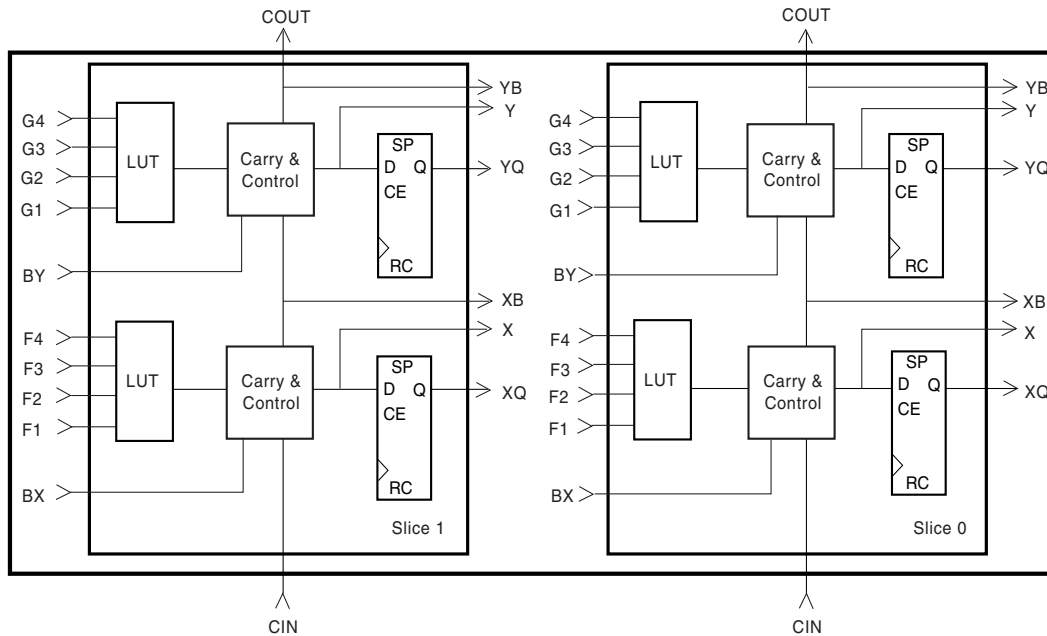 COUT
YB
Y
G4
G3
G2
G1
LUT
Carry &
Control
SP
D Q
CE
RC
YQ
BY
XB
X
F4
F3
F2
F1
LUT
Carry &
Control
SP
D Q
CE
RC
XQ
BX
Slice 1
CIN
COUT
YB
Y
G4
G3
G2
G1
LUT
Carry &
Control
SP
D Q
CE
RC
YQ
BY
XB
X
F4
F3
F2
F1
LUT
Carry &
Control
SP
D Q
CE
RC
XQ
BX
Slice 0
CIN